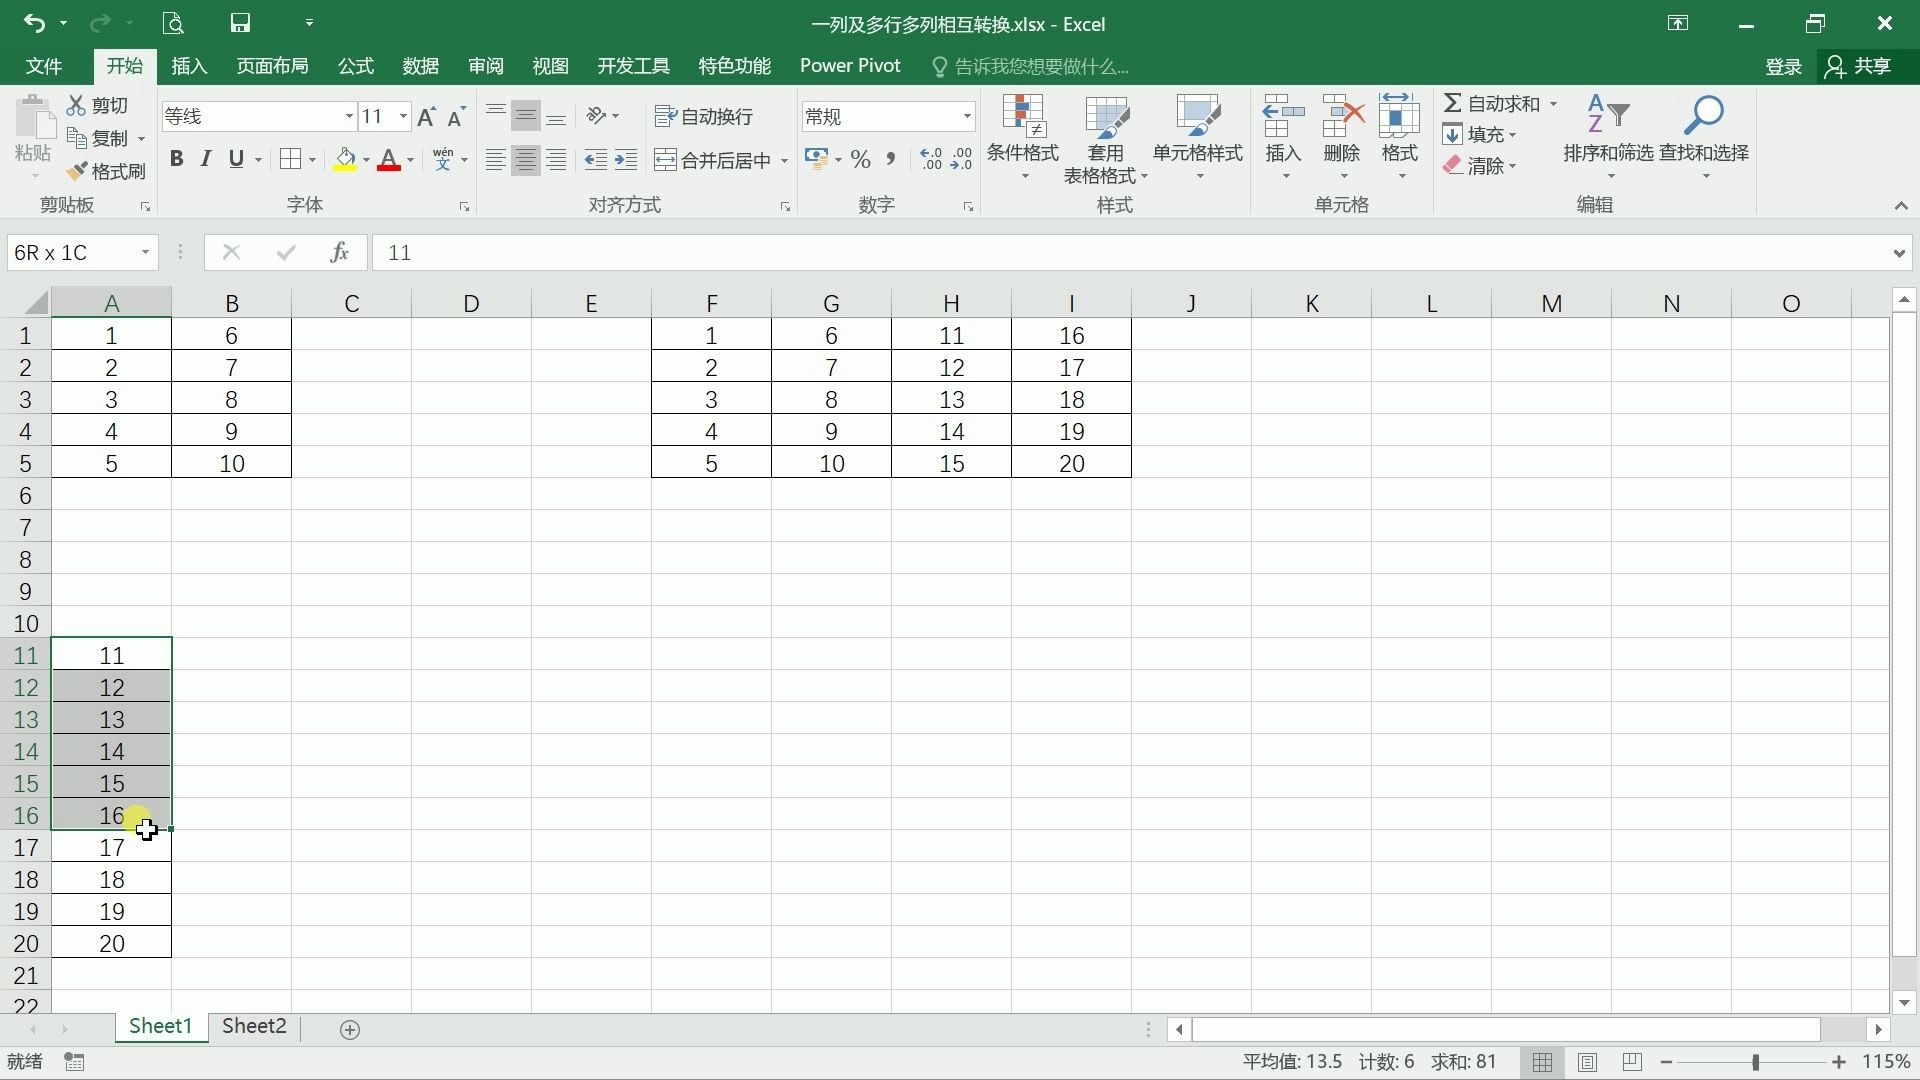 一列及多行多列相互转换.xlsx - Excel
文件 开始 插入 页面布局 公式 数据 审阅 视图 开发工具 特色功能 Power Pivot 告诉我您想要做什么... 登录 共享
剪切
复制
粘贴
格式刷
剪贴板
等线 11
B I U wén 文
字体
自动换行
合并后居中
对齐方式
常规
% , .0 .00 .00 .0
数字
条件格式 套用表格格式 单元格样式
样式
插入 删除 格式
单元格
自动求和
填充
清除
排序和筛选 查找和选择
编辑
6R x 1C fx 11
A B C D E F G H I J K L M N O
1 1 6 1 6 11 16
2 2 7 2 7 12 17
3 3 8 3 8 13 18
4 4 9 4 9 14 19
5 5 10 5 10 15 20
6
7
8
9
10
11 11
12 12
13 13
14 14
15 15
16 16
17 17
18 18
19 19
20 20
21
22
Sheet1 Sheet2
就绪 平均值: 13.5 计数: 6 求和: 81 115%